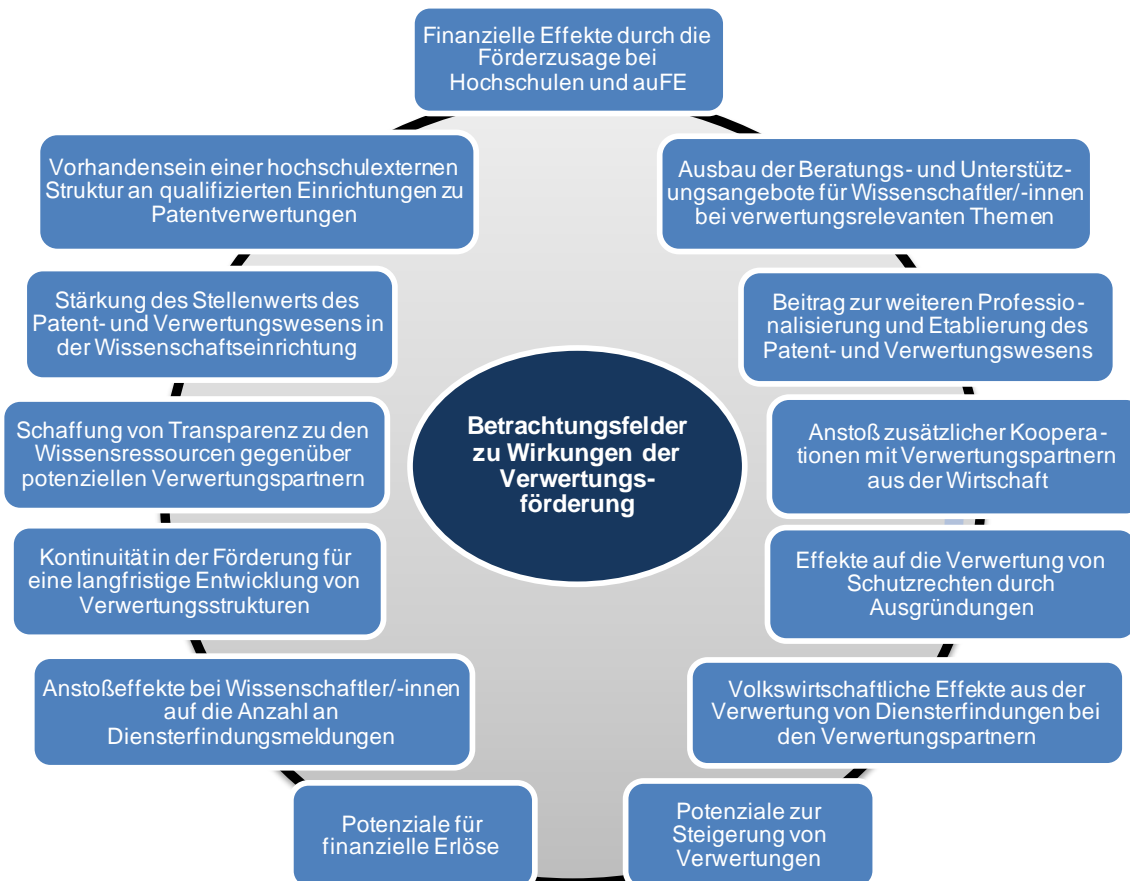 Finanzielle Effekte durch die
Förderzusage bei
Hochschulen und auFE
Vorhandensein einer hochschulexternen
Struktur an qualifizierten Einrichtungen zu
Patentverwertungen
Ausbau der Beratungs- und Unterstütz-
ungsangebote für Wissenschaftler/-innen
bei verwertungsrelevanten Themen
Stärkung des Stellenwerts des
Patent- und Verwertungswesens in
der Wissenschaftseinrichtung
Beitrag zur weiteren Professio-
nalisierung und Etablierung des
Patent- und Verwertungswesens
Betrachtungsfelder
zu Wirkungen der
Verwertungs-
förderung
Schaffung von Transparenz zu den
Wissensressourcen gegenüber
potenziellen Verwertungspartnern
Anstoß zusätzlicher Koopera-
tionen mit Verwertungspartnern
aus der Wirtschaft
Kontinuität in der Förderung für
eine langfristige Entwicklung von
Verwertungsstrukturen
Effekte auf die Verwertung von
Schutzrechten durch
Ausgründungen
Anstoßeffekte bei Wissenschaftler/-innen
auf die Anzahl an
Diensterfindungsmeldungen
Volkswirtschaftliche Effekte aus der
Verwertung von Diensterfindungen bei
den Verwertungspartnern
Potenziale für
finanzielle Erlöse
Potenziale zur
Steigerung von
Verwertungen